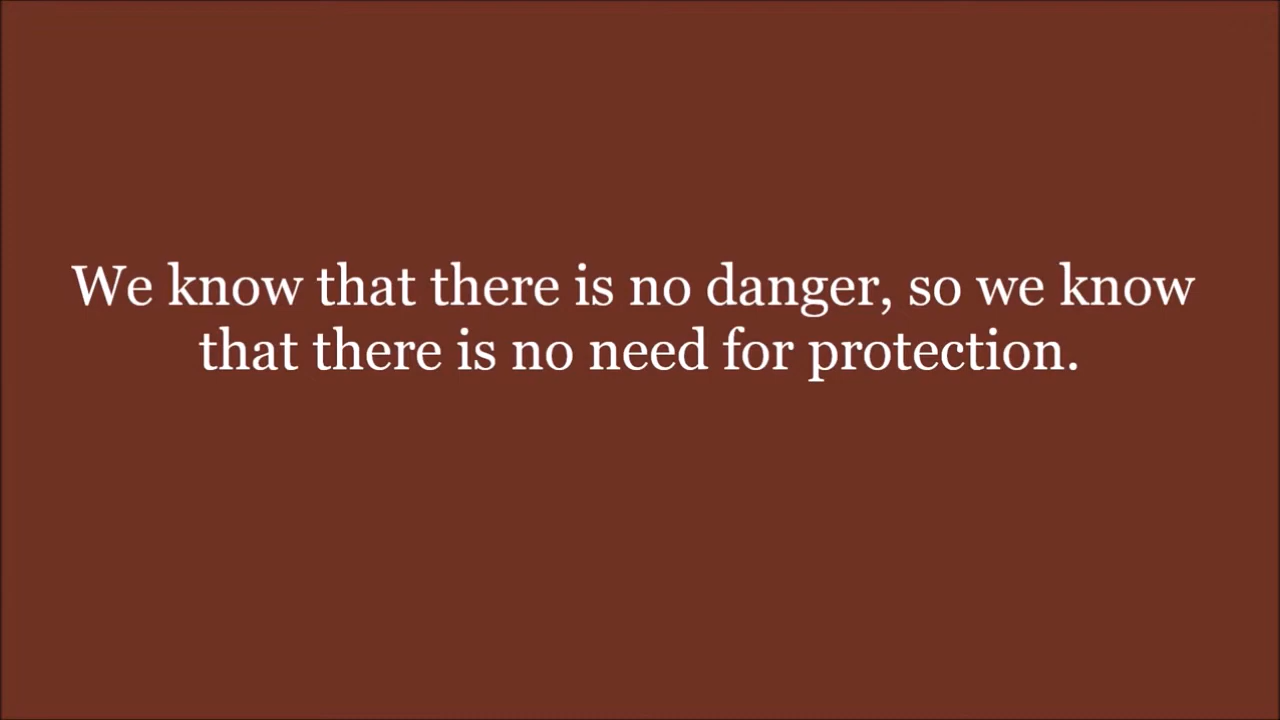 We know that there is no danger, so we know
that there is no need for protection.